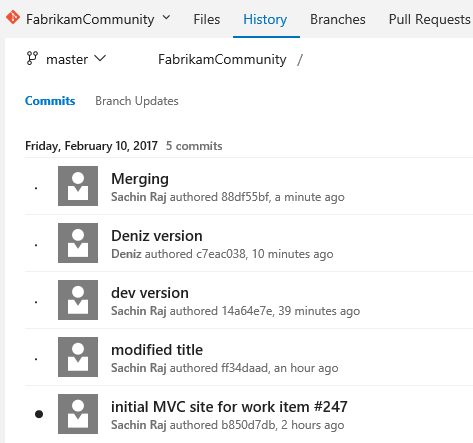 FabrikamCommunity Files History Branches Pull Requests
master FabrikamCommunity /
Commits Branch Updates
Friday, February 10, 2017 5 commits
Merging
Sachin Raj authored 88df55bf, a minute ago
Deniz version
Deniz authored c7eac038, 10 minutes ago
dev version
Sachin Raj authored 14a64e7e, 39 minutes ago
modified title
Sachin Raj authored ff34daad, an hour ago
initial MVC site for work item #247
Sachin Raj authored b850d7db, 2 hours ago